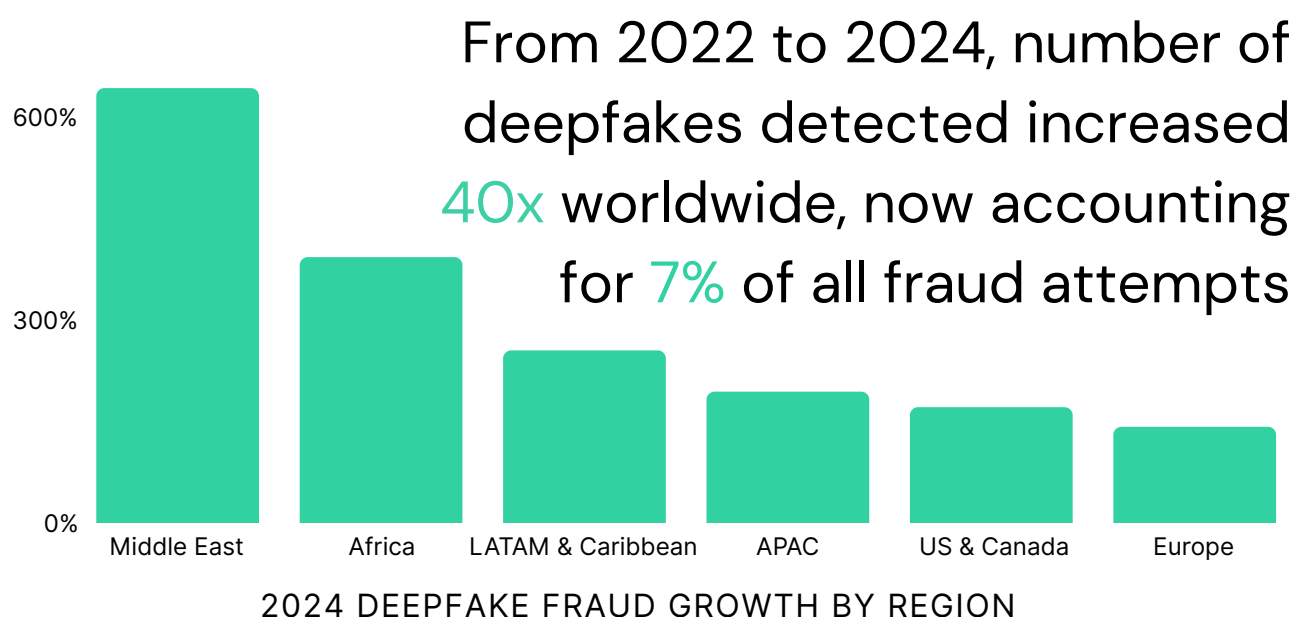 From 2022 to 2024, number of
deepfakes detected increased
40x worldwide, now accounting
for 7% of all fraud attempts
600%
300%
0%
Middle East
Africa
LATAM & Caribbean
APAC
US & Canada
Europe
2024 DEEPFAKE FRAUD GROWTH BY REGION